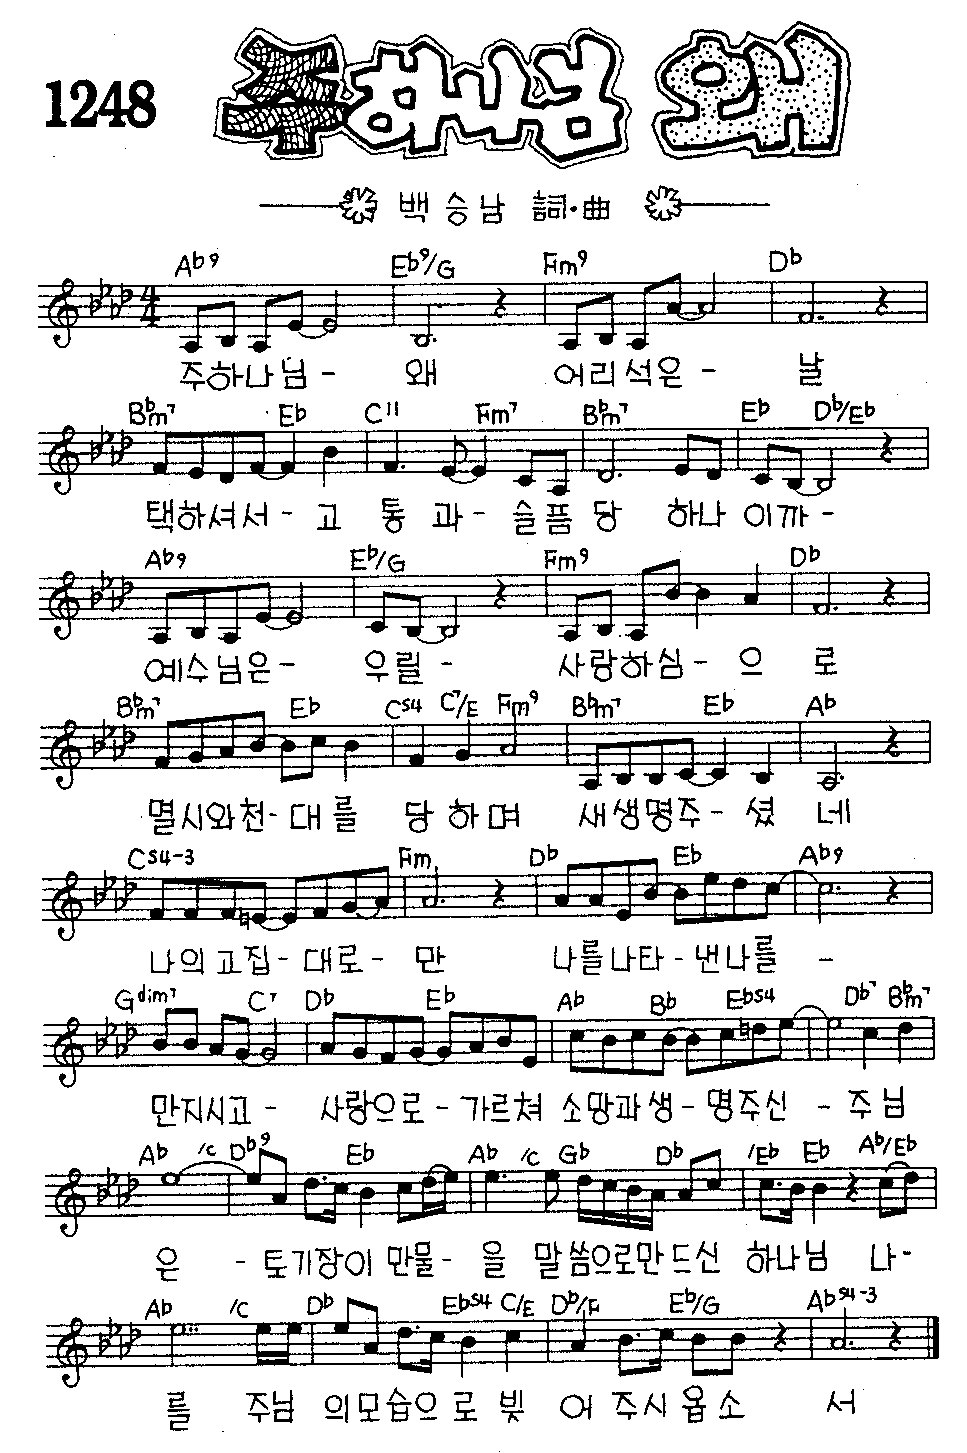 1248
주하나님 왜
백승남 詞·曲
Ab9 Eb9/G Fm9 Db
주하나님 - 왜 어리석은 - 날
Bbm7 Eb C11 Fm7 Bbm7 Eb Db/Eb
택하셔서 - 고 통 과 - 슬픔 당 하나 이까 -
Ab9 Eb/G Fm9 Db
예수님은 - 우릴 - 사랑하심 - 으 로
Bbm7 Eb Cs4 C7/E Fm9 Bbm7 Eb Ab
멸시와천 - 대 를 당 하 며 새생명주 - 셨 네
Cs4-3 Fm Db Eb Ab9
나의고집 - 대로 - 만 나를나타 - 낸나를 -
Gdim7 C7 Db Eb Ab Bb Ebs4 Db7 Bbm7
만지시고 - 사랑으로 - 가르쳐 소망과생 - 명주신 - 주 님
Ab /C Db9 Eb Ab /C Gb Db /Eb Eb Ab/Eb
은 - 토기장이 만물 - 을 말씀으로만드신 하나님 나 -
Ab /C Db Ebs4 C/E Db/F Eb/G Abs4-3
를 주님 의모습으 로 빚 어 주시 옵소 서